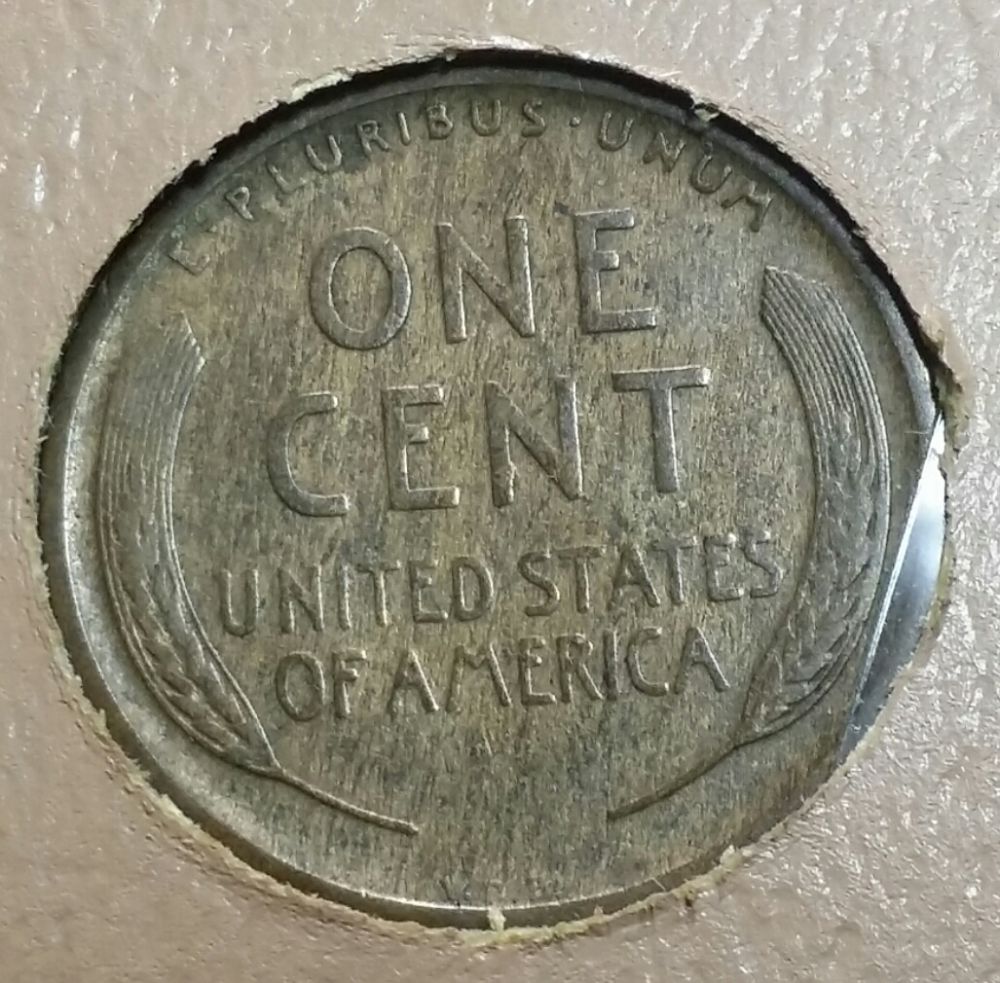 E · PLURIBUS · UNUM
ONE
CENT
UNITED STATES
OF AMERICA